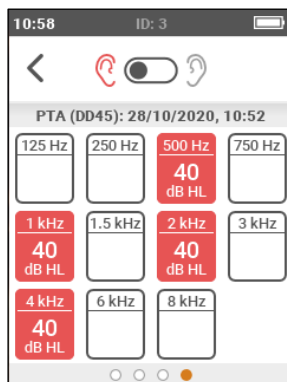 10:58 ID: 3
PTA (DD45): 28/10/2020, 10:52
125 Hz 250 Hz 500 Hz 750 Hz
40
1 kHz 1.5 kHz 2 kHz 3 kHz
40 40
dB HL dB HL
4 kHz 6 kHz 8 kHz
40
dB HL